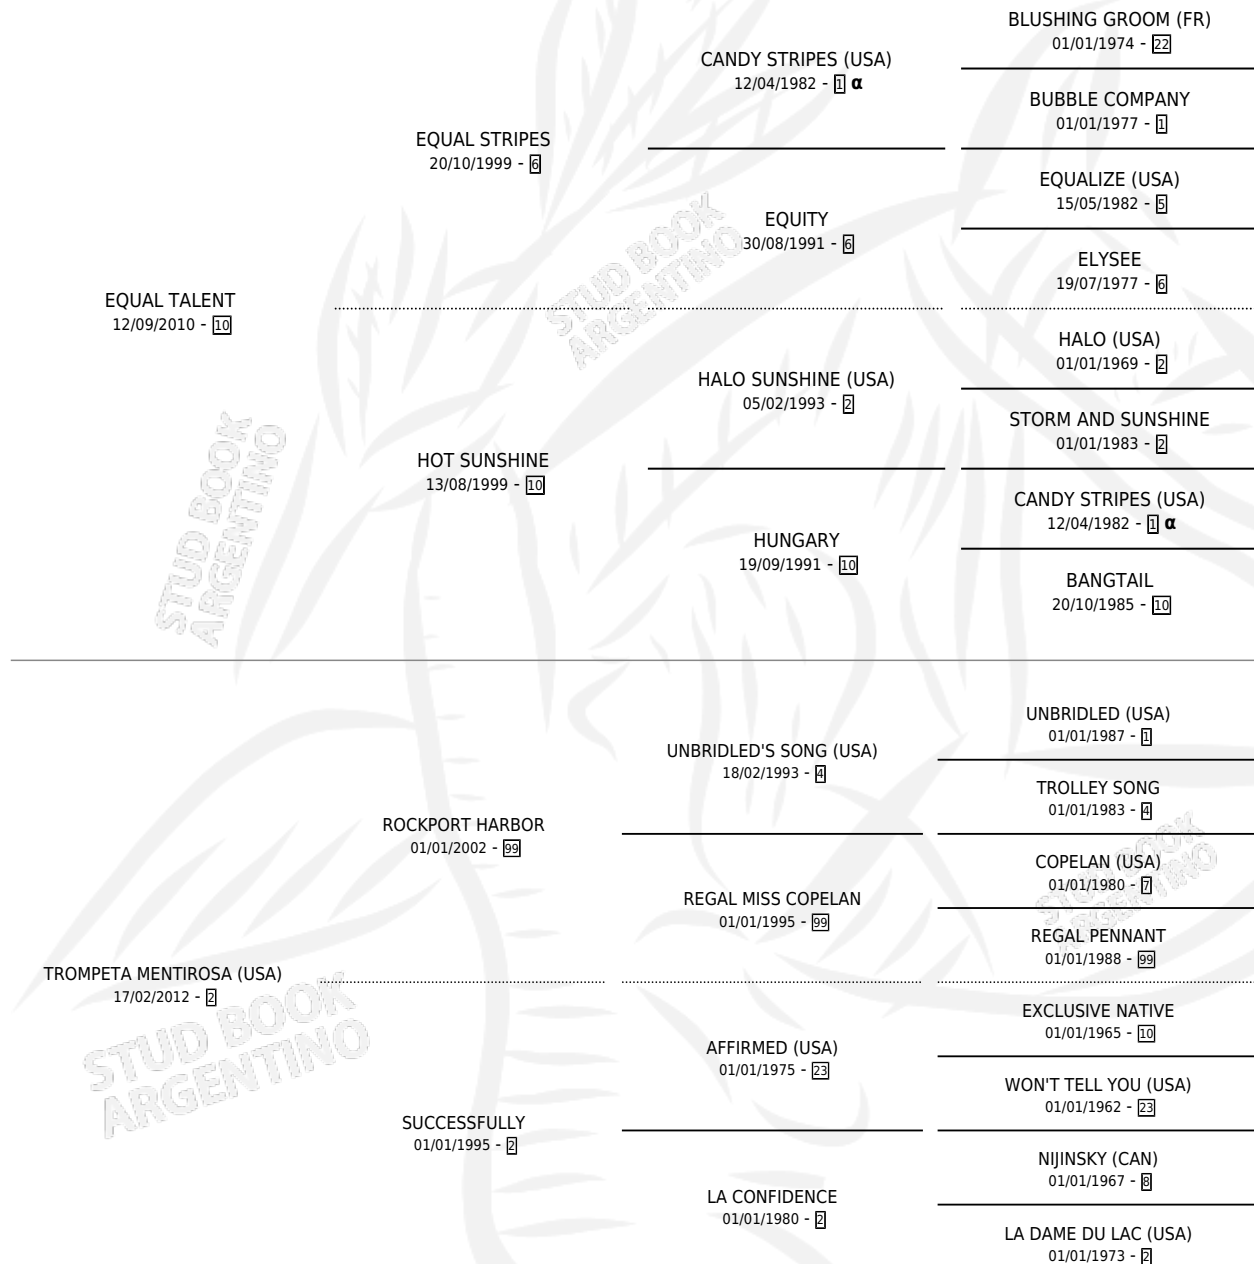 BLUSHING GROOM (FR)
01/01/1974 - 22
CANDY STRIPES (USA)
12/04/1982 - 1 α
BUBBLE COMPANY
01/01/1977 - 1
EQUAL STRIPES
20/10/1999 - 6
EQUALIZE (USA)
15/05/1982 - 5
EQUITY
30/08/1991 - 6
ELYSEE
19/07/1977 - 6
EQUAL TALENT
12/09/2010 - 10
HALO (USA)
01/01/1969 - 2
HALO SUNSHINE (USA)
05/02/1993 - 2
STORM AND SUNSHINE
01/01/1983 - 2
HOT SUNSHINE
13/08/1999 - 10
CANDY STRIPES (USA)
12/04/1982 - 1 α
HUNGARY
19/09/1991 - 10
BANGTAIL
20/10/1985 - 10
STUD BOOK
ARGENTINO
STUD BOOK
ARGENTINO
UNBRIDLED (USA)
01/01/1987 - 1
UNBRIDLED'S SONG (USA)
18/02/1993 - 4
TROLLEY SONG
01/01/1983 - 4
ROCKPORT HARBOR
01/01/2002 - 99
COPELAN (USA)
01/01/1980 - 7
REGAL MISS COPELAN
01/01/1995 - 99
REGAL PENNANT
01/01/1988 - 99
TROMPETA MENTIROSA (USA)
17/02/2012 - 2
EXCLUSIVE NATIVE
01/01/1965 - 10
AFFIRMED (USA)
01/01/1975 - 23
WON'T TELL YOU (USA)
01/01/1962 - 23
SUCCESSFULLY
01/01/1995 - 2
NIJINSKY (CAN)
01/01/1967 - 8
LA CONFIDENCE
01/01/1980 - 2
LA DAME DU LAC (USA)
01/01/1973 - 2
STUD BOOK
ARGENTINO
STUD BOOK
ARGENTINO